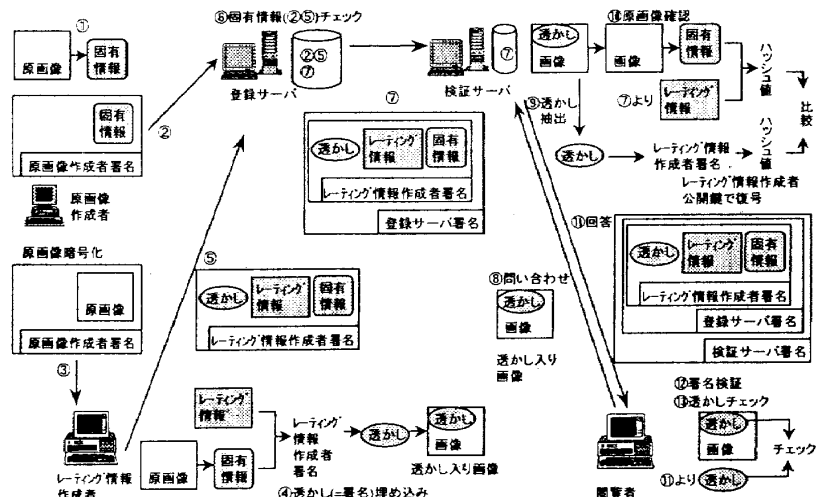 ①
原画像
固有
情報
固有
情報
原画像作成者署名
②
原画像
作成者
原画像暗号化
原画像
原画像作成者署名
③
レーティング情報
作成者
⑥固有情報(②⑤)チェック
②⑤
⑦
登録サーバ
⑦
検証サーバ
⑦
透かし
レーティング
情報
固有
情報
レーティング情報作成者署名
登録サーバ署名
⑤
透かし
レーティング
情報
固有
情報
レーティング情報作成者署名
レーティング
情報
原画像
固有
情報
レーティング
情報
作成者
署名
透かし
透かし
画像
透かし入り画像
④透かし(=署名)埋め込み
⑧問い合わせ
透かし
画像
透かし入り
画像
透かし
画像
画像
⑩原画像確認
固有
情報
⑦より
レーティング
情報
ハッシュ値
⑨透かし
抽出
透かし
レーティング情報
作成者署名
ハッシュ値
比較
レーティング情報作成者
公開鍵で復号
⑪回答
透かし
レーティング
情報
固有
情報
レーティング情報作成者署名
登録サーバ署名
検証サーバ署名
閲覧者
⑫署名検証
⑬透かしチェック
透かし
画像
⑪より
透かし
チェック